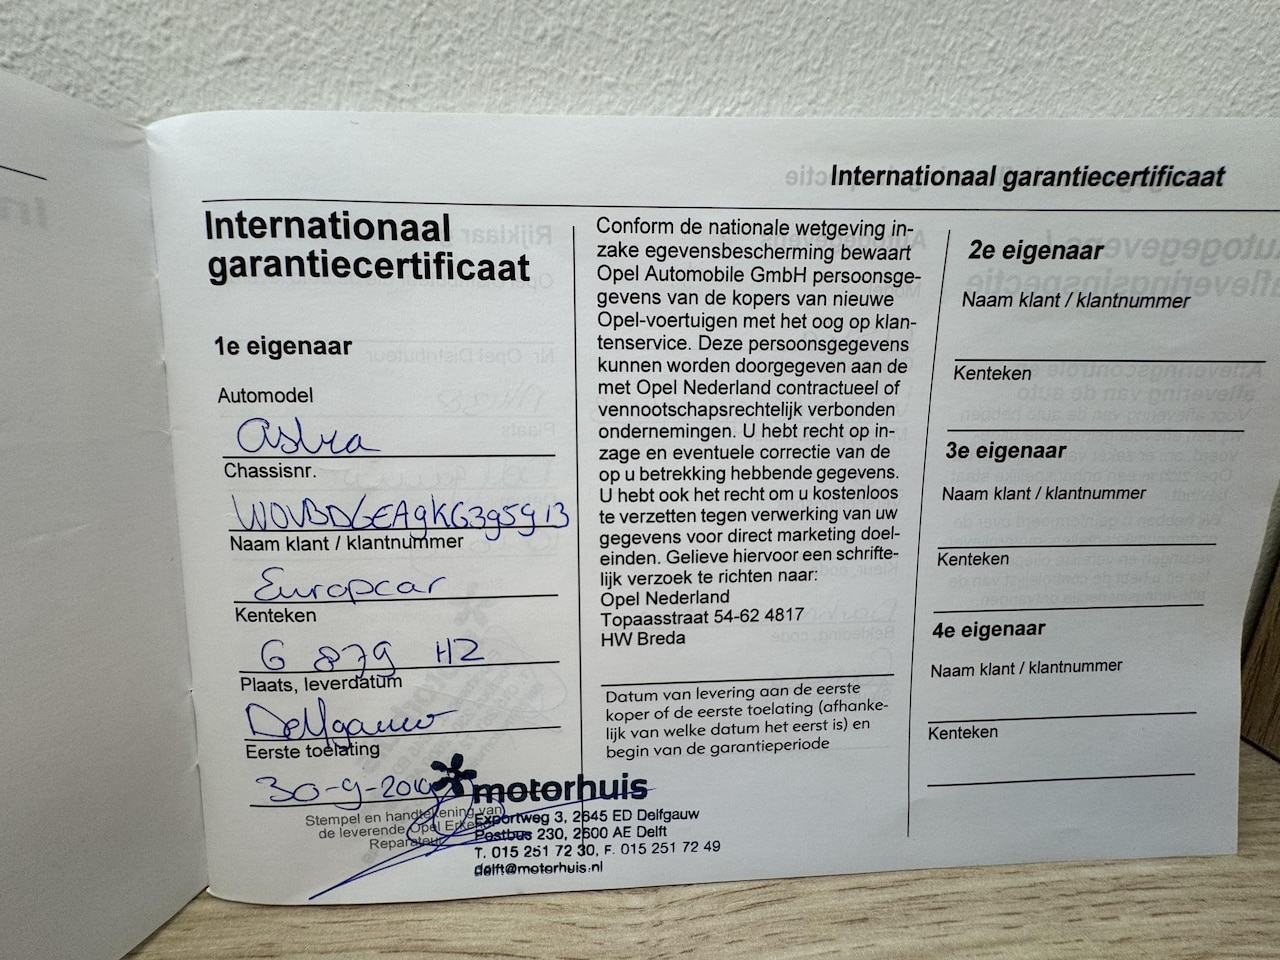 Internationaal garantiecertificaat
Internationaal
garantiecertificaat
1e eigenaar
Automodel
Astra
Chassisnr.
W0VBD6EA9KG395913
Naam klant / klantnummer
Europcar
Kenteken
G 879 HZ
Plaats, leverdatum
Delfgauw
Eerste toelating
30-9-2019
Stempel en handtekening van
de leverende Opel Erkend
Reparateur
motorhuis
Exportweg 3, 2645 ED Delfgauw
Postbus 230, 2600 AE Delft
T. 015 251 72 30, F. 015 251 72 49
delft@motorhuis.nl
Conform de nationale wetgeving in-
zake egevensbescherming bewaart
Opel Automobile GmbH persoonsge-
gevens van de kopers van nieuwe
Opel-voertuigen met het oog op klan-
tenservice. Deze persoonsgegevens
kunnen worden doorgegeven aan de
met Opel Nederland contractueel of
vennootschapsrechtelijk verbonden
ondernemingen. U hebt recht op in-
zage en eventuele correctie van de
op u betrekking hebbende gegevens.
U hebt ook het recht om u kostenloos
te verzetten tegen verwerking van uw
gegevens voor direct marketing doel-
einden. Gelieve hiervoor een schrifte-
lijk verzoek te richten naar:
Opel Nederland
Topaasstraat 54-62 4817
HW Breda
Datum van levering aan de eerste
koper of de eerste toelating (afhanke-
lijk van welke datum het eerst is) en
begin van de garantieperiode
2e eigenaar
Naam klant / klantnummer
Kenteken
3e eigenaar
Naam klant / klantnummer
Kenteken
4e eigenaar
Naam klant / klantnummer
Kenteken